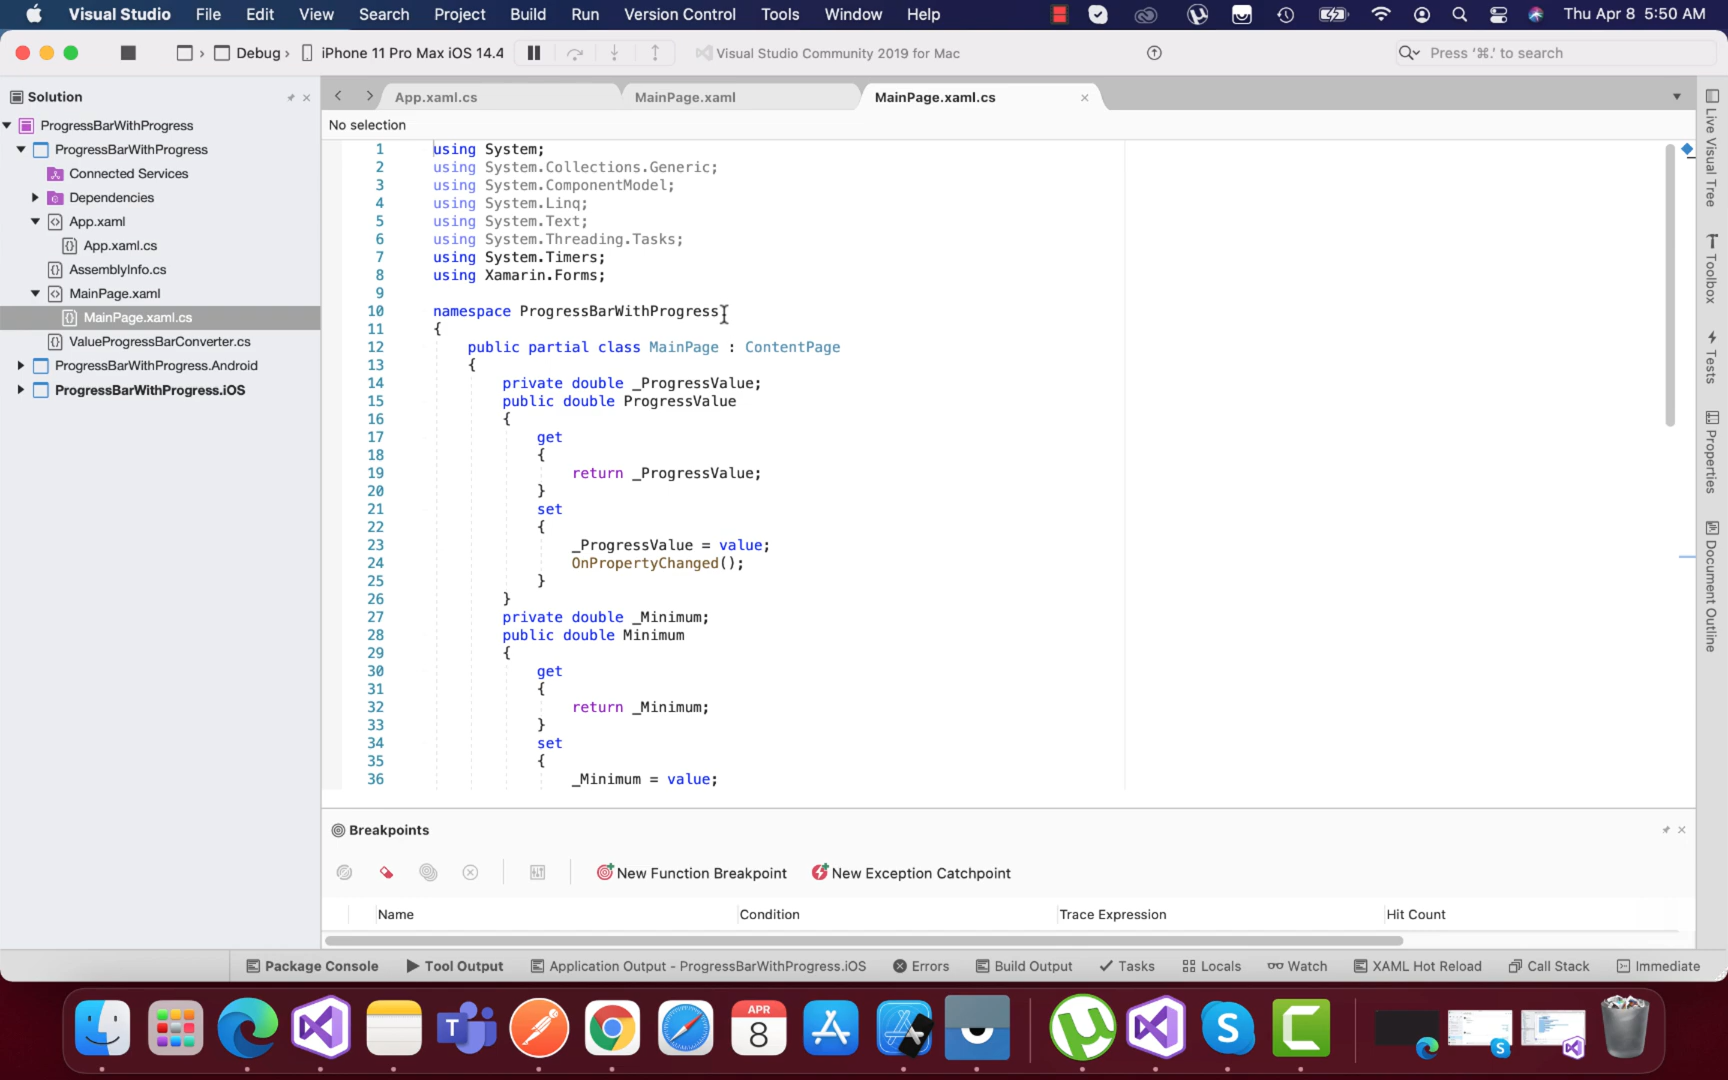 Visual Studio File Edit View Search Project Build Run Version Control Tools Window Help Thu Apr 8 5:50 AM
Debug › iPhone 11 Pro Max iOS 14.4 Visual Studio Community 2019 for Mac Press ‘⌘.’ to search
Solution
ProgressBarWithProgress
ProgressBarWithProgress
Connected Services
Dependencies
App.xaml
App.xaml.cs
AssemblyInfo.cs
MainPage.xaml
MainPage.xaml.cs
ValueProgressBarConverter.cs
ProgressBarWithProgress.Android
ProgressBarWithProgress.iOS
App.xaml.cs MainPage.xaml MainPage.xaml.cs
No selection
1 using System;
2 using System.Collections.Generic;
3 using System.ComponentModel;
4 using System.Linq;
5 using System.Text;
6 using System.Threading.Tasks;
7 using System.Timers;
8 using Xamarin.Forms;
9
10 namespace ProgressBarWithProgress
11 {
12 public partial class MainPage : ContentPage
13 {
14 private double _ProgressValue;
15 public double ProgressValue
16 {
17 get
18 {
19 return _ProgressValue;
20 }
21 set
22 {
23 _ProgressValue = value;
24 OnPropertyChanged();
25 }
26 }
27 private double _Minimum;
28 public double Minimum
29 {
30 get
31 {
32 return _Minimum;
33 }
34 set
35 {
36 _Minimum = value;
Live Visual Tree
Toolbox
Tests
Properties
Document Outline
Breakpoints
New Function Breakpoint New Exception Catchpoint
Name Condition Trace Expression Hit Count
Package Console Tool Output Application Output - ProgressBarWithProgress.iOS Errors Build Output Tasks Locals Watch XAML Hot Reload Call Stack Immediate
APR
8